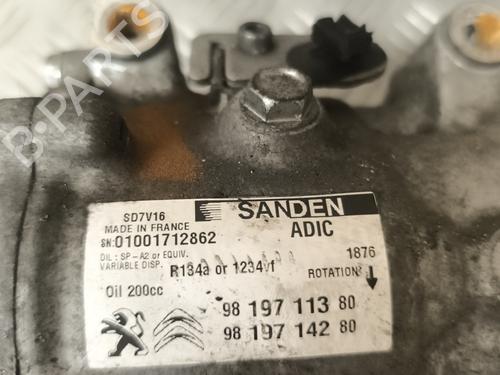 SD7V16
MADE IN FRANCE
SN:01001712862
SANDEN
ADIC
OIL : SP - A2 or EQUIV.
VARIABLE DISP.
R134a or 1234yf
1876
ROTATION
Oil 200cc
98 197 113 80
98 197 142 80
B-PARTS